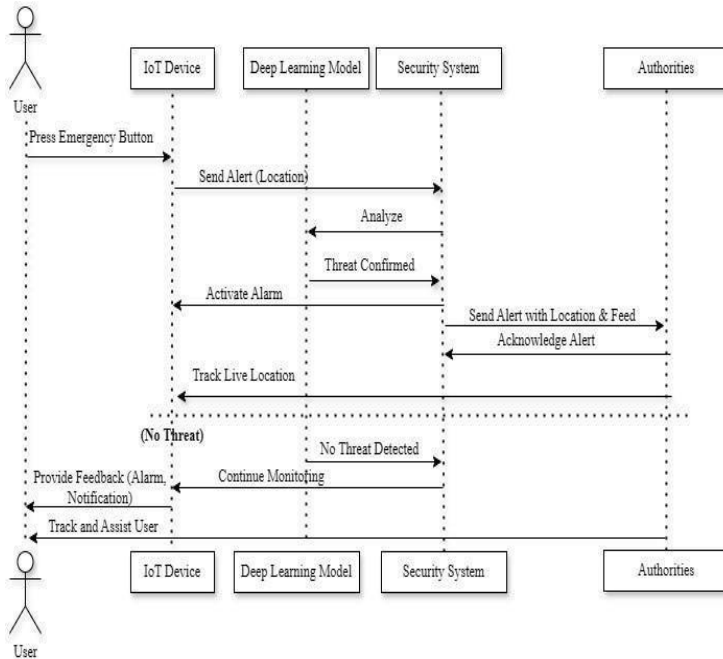 IoT Device
Deep Learning Model
Security System
Authorities
User
Press Emergency Button
Send Alert (Location)
Analyze
Threat Confirmed
Activate Alarm
Send Alert with Location & Feed
Acknowledge Alert
Track Live Location
(No Threat)
No Threat Detected
Provide Feedback (Alarm,
Notification)
Continue Monitoring
Track and Assist User
IoT Device
Deep Learning Model
Security System
Authorities
User